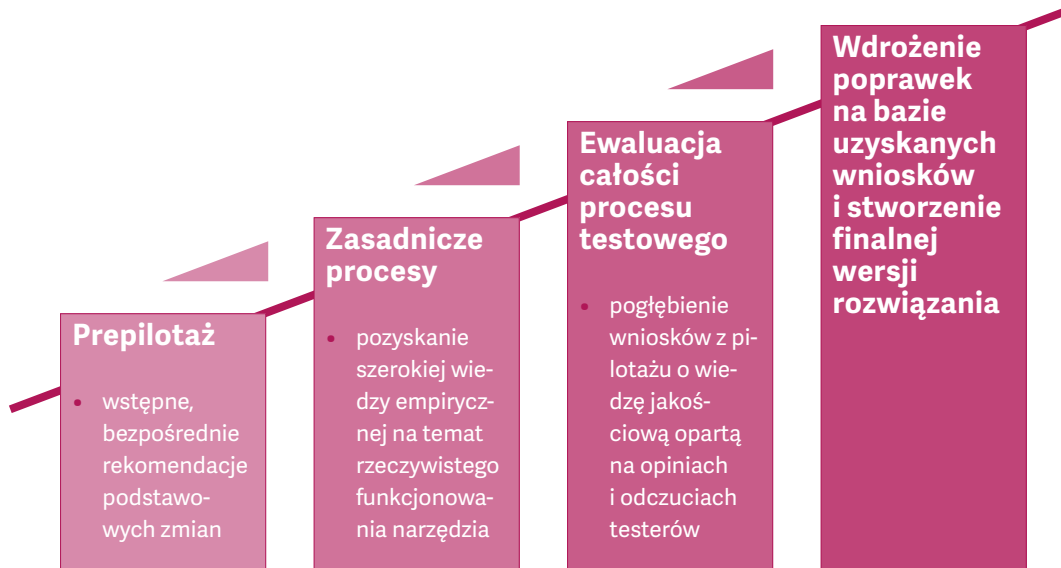 Prepilotaż
• wstępne,
bezpośrednie
rekomendacje
podstawo-
wych zmian
Zasadnicze
procesy
• pozyskanie
szerokiej wie-
dzy empirycz-
nej na temat
rzeczywistego
funkcjonowa-
nia narzędzia
Ewaluacja
całości
procesu
testowego
• pogłębienie
wniosków z pi-
lotażu o wie-
dzę jakoś-
ciową opartą
na opiniach
i odczuciach
testerów
Wdrożenie
poprawek
na bazie
uzyskanych
wniosków
i stworzenie
finalnej
wersji
rozwiązania